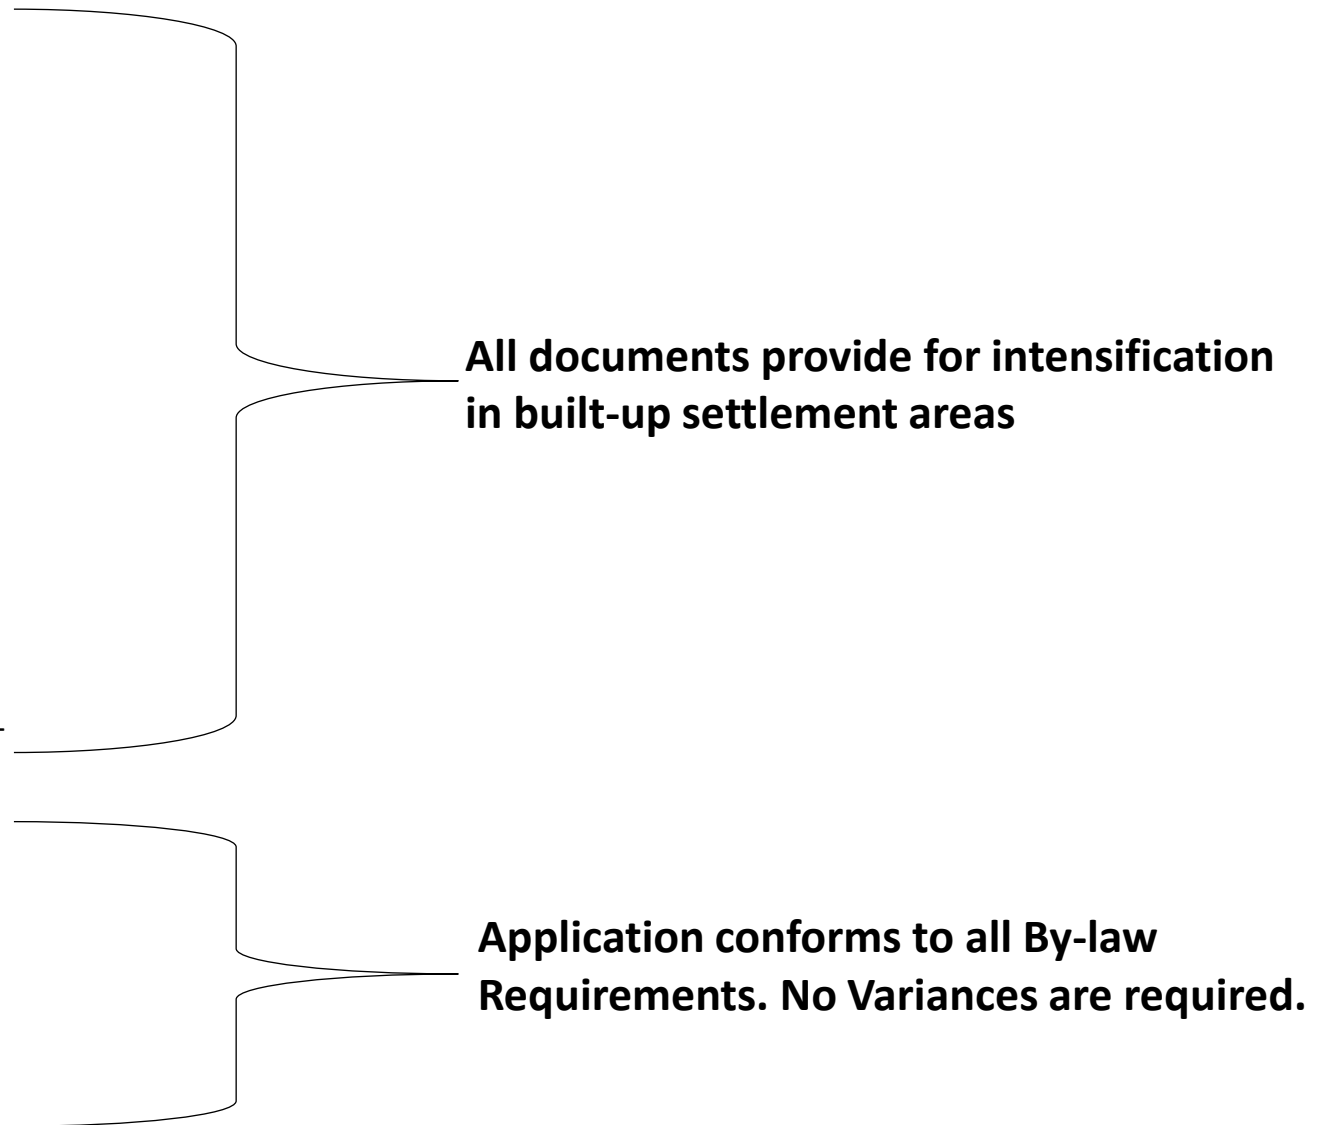 All documents provide for intensification
in built-up settlement areas
Application conforms to all By-law
Requirements. No Variances are required.